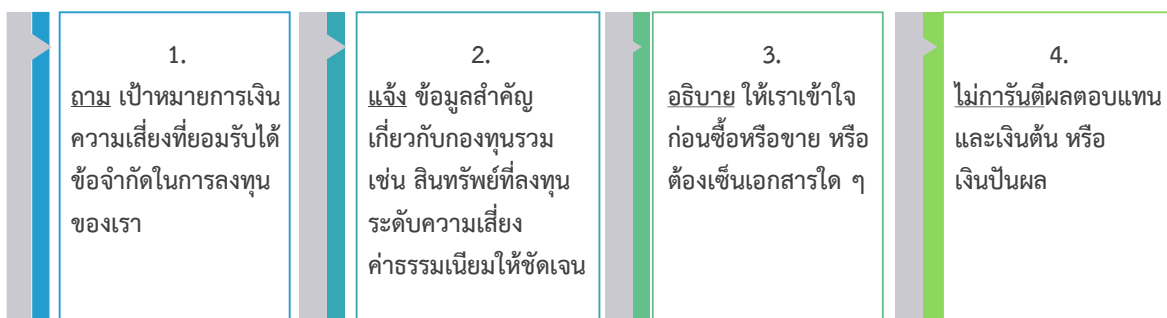 1.
ถาม เป้าหมายการเงิน
ความเสี่ยงที่ยอมรับได้
ข้อจำกัดในการลงทุน
ของเรา
2.
แจ้ง ข้อมูลสำคัญ
เกี่ยวกับกองทุนรวม
เช่น สินทรัพย์ที่ลงทุน
ระดับความเสี่ยง
ค่าธรรมเนียมให้ชัดเจน
3.
อธิบาย ให้เราเข้าใจ
ก่อนซื้อหรือขาย หรือ
ต้องเซ็นเอกสารใด ๆ
4.
ไม่การันตีผลตอบแทน
และเงินต้น หรือ
เงินปันผล